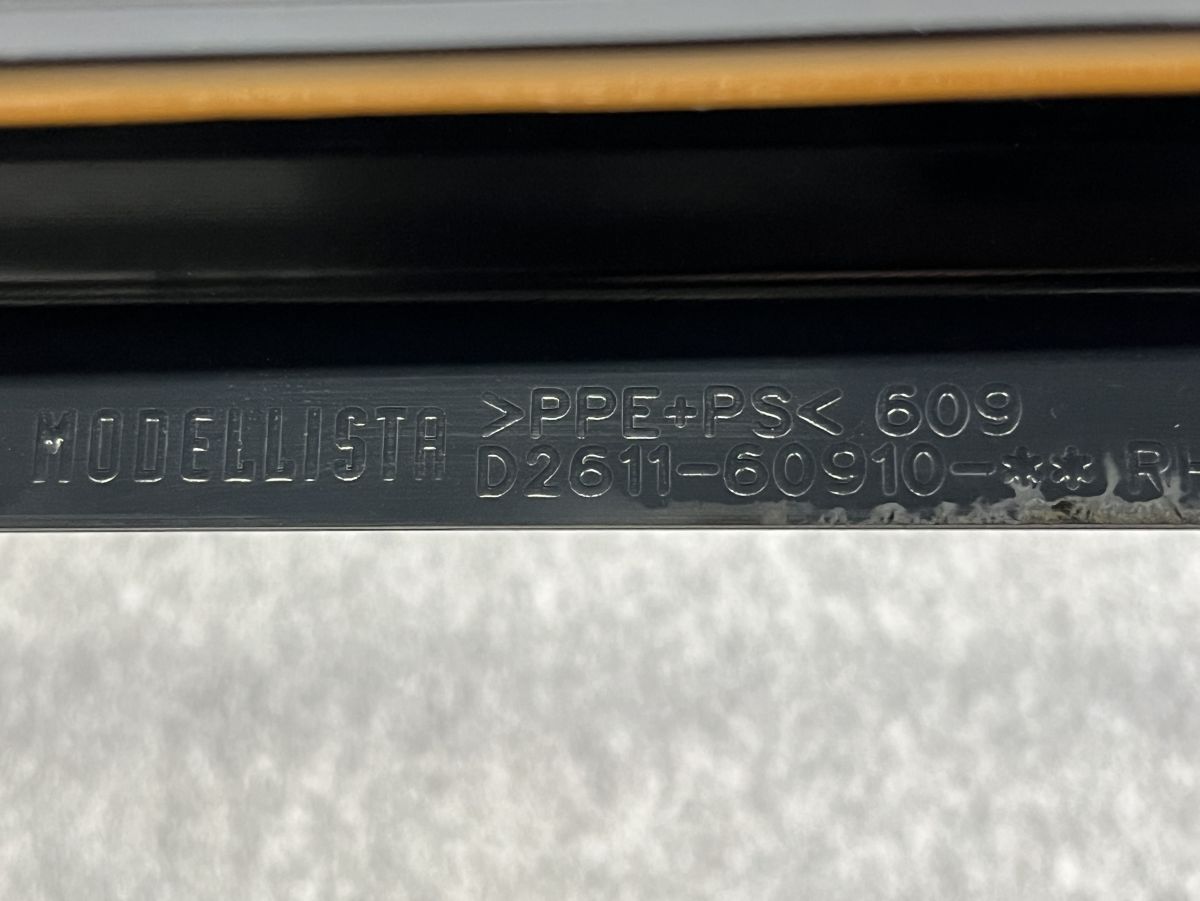 MODELLISTA >PPE+PS< 609
D2611-60910-** RH